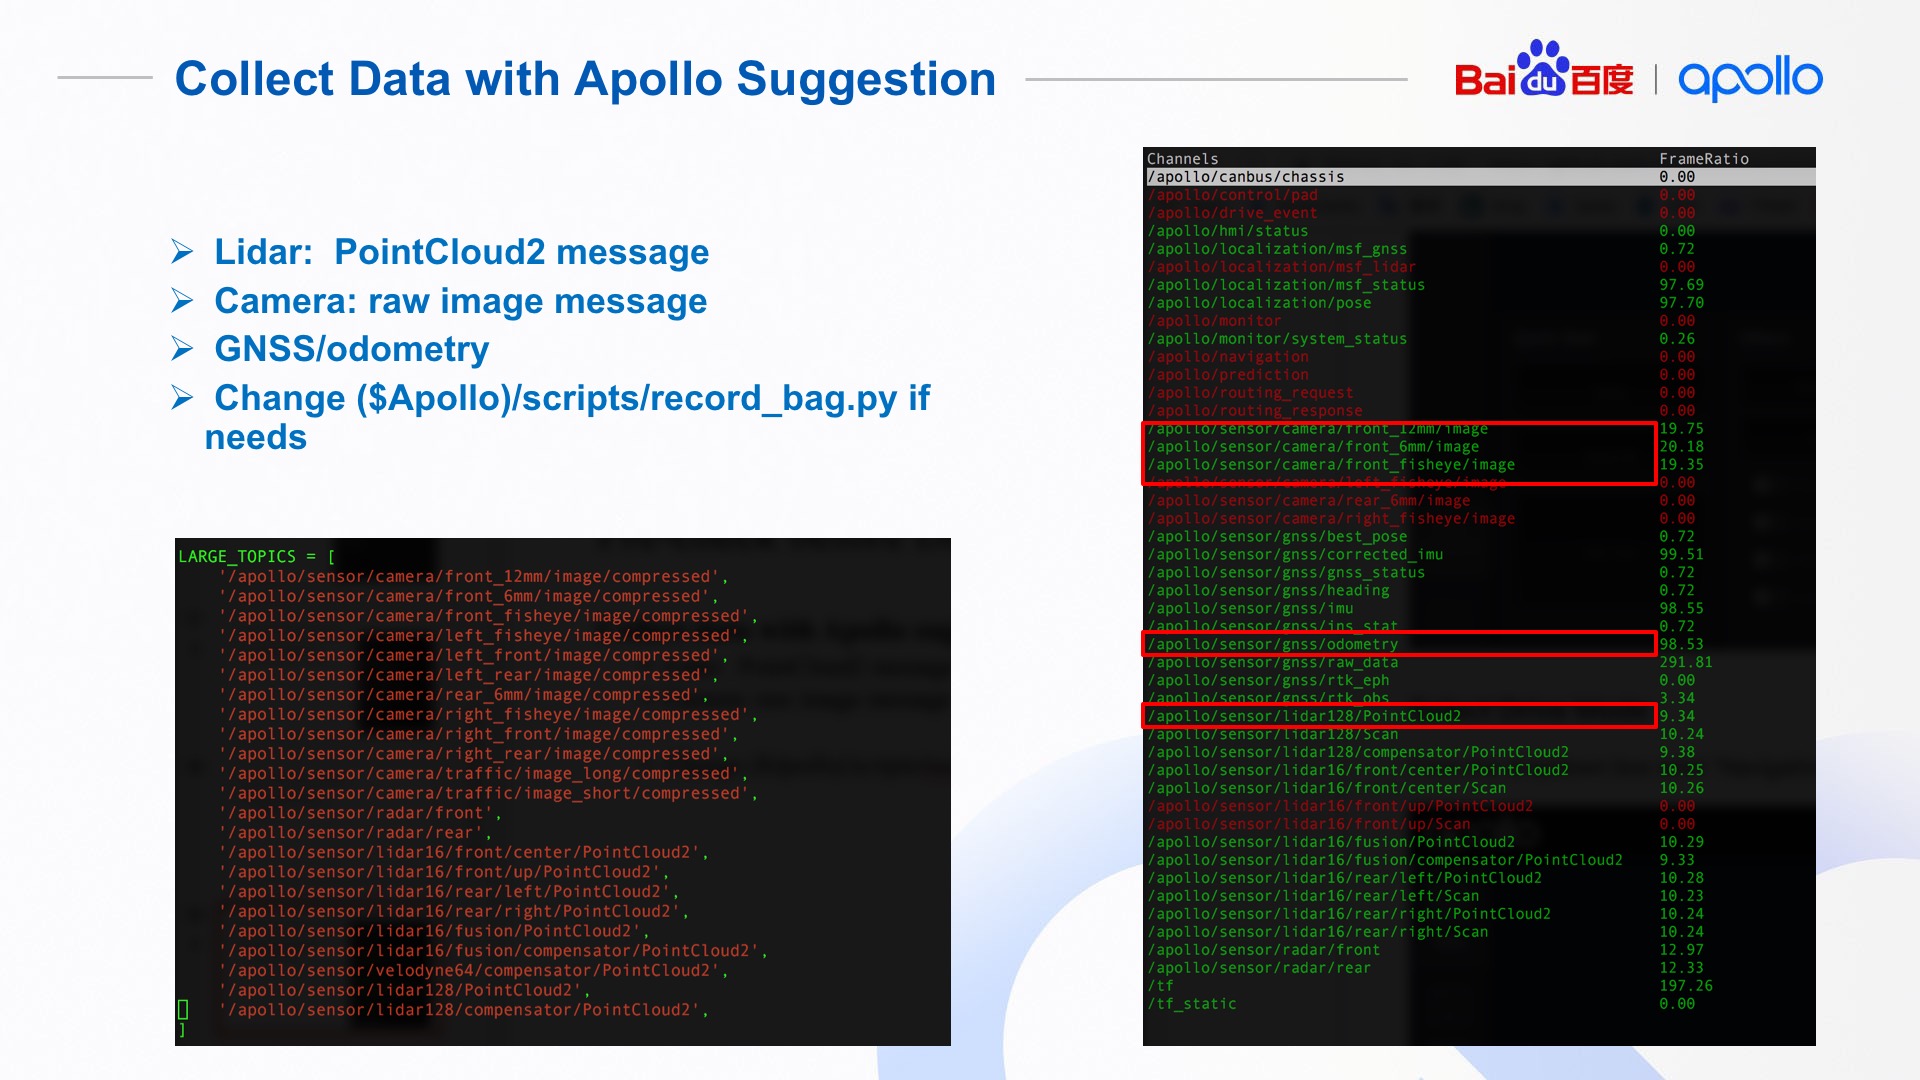 Collect Data with Apollo Suggestion
Bai du 百度 | apollo
➢ Lidar: PointCloud2 message
➢ Camera: raw image message
➢ GNSS/odometry
➢ Change ($Apollo)/scripts/record_bag.py if
needs
LARGE_TOPICS = [
'/apollo/sensor/camera/front_12mm/image/compressed',
'/apollo/sensor/camera/front_6mm/image/compressed',
'/apollo/sensor/camera/front_fisheye/image/compressed',
'/apollo/sensor/camera/left_fisheye/image/compressed',
'/apollo/sensor/camera/left_front/image/compressed',
'/apollo/sensor/camera/left_rear/image/compressed',
'/apollo/sensor/camera/rear_6mm/image/compressed',
'/apollo/sensor/camera/right_fisheye/image/compressed',
'/apollo/sensor/camera/right_front/image/compressed',
'/apollo/sensor/camera/right_rear/image/compressed',
'/apollo/sensor/camera/traffic/image_long/compressed',
'/apollo/sensor/camera/traffic/image_short/compressed',
'/apollo/sensor/radar/front',
'/apollo/sensor/radar/rear',
'/apollo/sensor/lidar16/front/center/PointCloud2',
'/apollo/sensor/lidar16/front/up/PointCloud2',
'/apollo/sensor/lidar16/rear/left/PointCloud2',
'/apollo/sensor/lidar16/rear/right/PointCloud2',
'/apollo/sensor/lidar16/fusion/PointCloud2',
'/apollo/sensor/lidar16/fusion/compensator/PointCloud2',
'/apollo/sensor/velodyne64/compensator/PointCloud2',
'/apollo/sensor/lidar128/PointCloud2',
'/apollo/sensor/lidar128/compensator/PointCloud2',
]
Channels FrameRatio
/apollo/canbus/chassis 0.00
/apollo/control/pad 0.00
/apollo/drive_event 0.00
/apollo/hmi/status 0.00
/apollo/localization/msf_gnss 0.72
/apollo/localization/msf_lidar 0.00
/apollo/localization/msf_status 97.69
/apollo/localization/pose 97.70
/apollo/monitor 0.00
/apollo/monitor/system_status 0.26
/apollo/navigation 0.00
/apollo/prediction 0.00
/apollo/routing_request 0.00
/apollo/routing_response 0.00
/apollo/sensor/camera/front_12mm/image 19.75
/apollo/sensor/camera/front_6mm/image 20.18
/apollo/sensor/camera/front_fisheye/image 19.35
/apollo/sensor/camera/left_fisheye/image 0.00
/apollo/sensor/camera/rear_6mm/image 0.00
/apollo/sensor/camera/right_fisheye/image 0.00
/apollo/sensor/gnss/best_pose 0.72
/apollo/sensor/gnss/corrected_imu 99.51
/apollo/sensor/gnss/gnss_status 0.72
/apollo/sensor/gnss/heading 0.72
/apollo/sensor/gnss/imu 98.55
/apollo/sensor/gnss/ins_stat 0.72
/apollo/sensor/gnss/odometry 98.53
/apollo/sensor/gnss/raw_data 291.81
/apollo/sensor/gnss/rtk_eph 0.00
/apollo/sensor/gnss/rtk_obs 3.34
/apollo/sensor/lidar128/PointCloud2 9.34
/apollo/sensor/lidar128/Scan 10.24
/apollo/sensor/lidar128/compensator/PointCloud2 9.38
/apollo/sensor/lidar16/front/center/PointCloud2 10.25
/apollo/sensor/lidar16/front/center/Scan 10.26
/apollo/sensor/lidar16/front/up/PointCloud2 0.00
/apollo/sensor/lidar16/front/up/Scan 0.00
/apollo/sensor/lidar16/fusion/PointCloud2 10.29
/apollo/sensor/lidar16/fusion/compensator/PointCloud2 9.33
/apollo/sensor/lidar16/rear/left/PointCloud2 10.28
/apollo/sensor/lidar16/rear/left/Scan 10.23
/apollo/sensor/lidar16/rear/right/PointCloud2 10.24
/apollo/sensor/lidar16/rear/right/Scan 10.24
/apollo/sensor/radar/front 12.97
/apollo/sensor/radar/rear 12.33
/tf 197.26
/tf_static 0.00